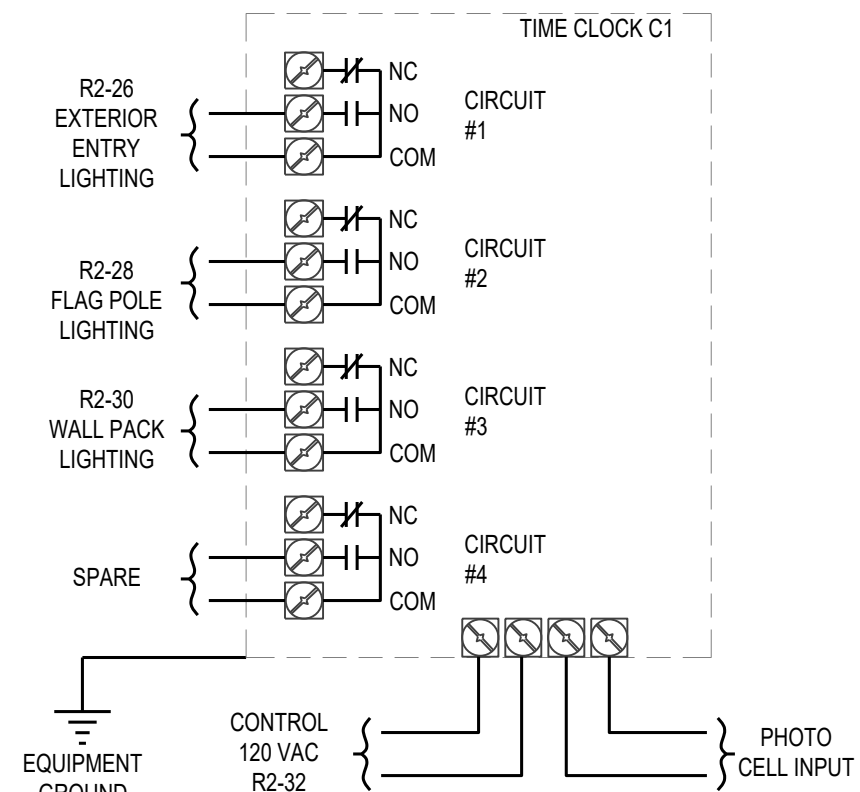 TIME CLOCK C1
R2-26
EXTERIOR
ENTRY
LIGHTING
NC
NO
COM
CIRCUIT
#1
R2-28
FLAG POLE
LIGHTING
NC
NO
COM
CIRCUIT
#2
R2-30
WALL PACK
LIGHTING
NC
NO
COM
CIRCUIT
#3
SPARE
NC
NO
COM
CIRCUIT
#4
EQUIPMENT
GROUND
CONTROL
120 VAC
R2-32
PHOTO
CELL INPUT